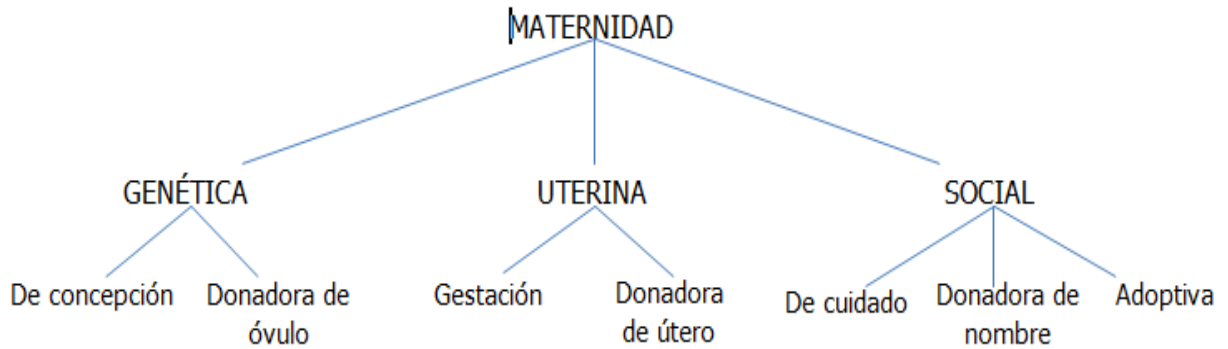 MATERNIDAD
GENÉTICA
UTERINA
SOCIAL
De concepción
Donadora de
óvulo
Gestación
Donadora
de útero
De cuidado
Donadora de
nombre
Adoptiva